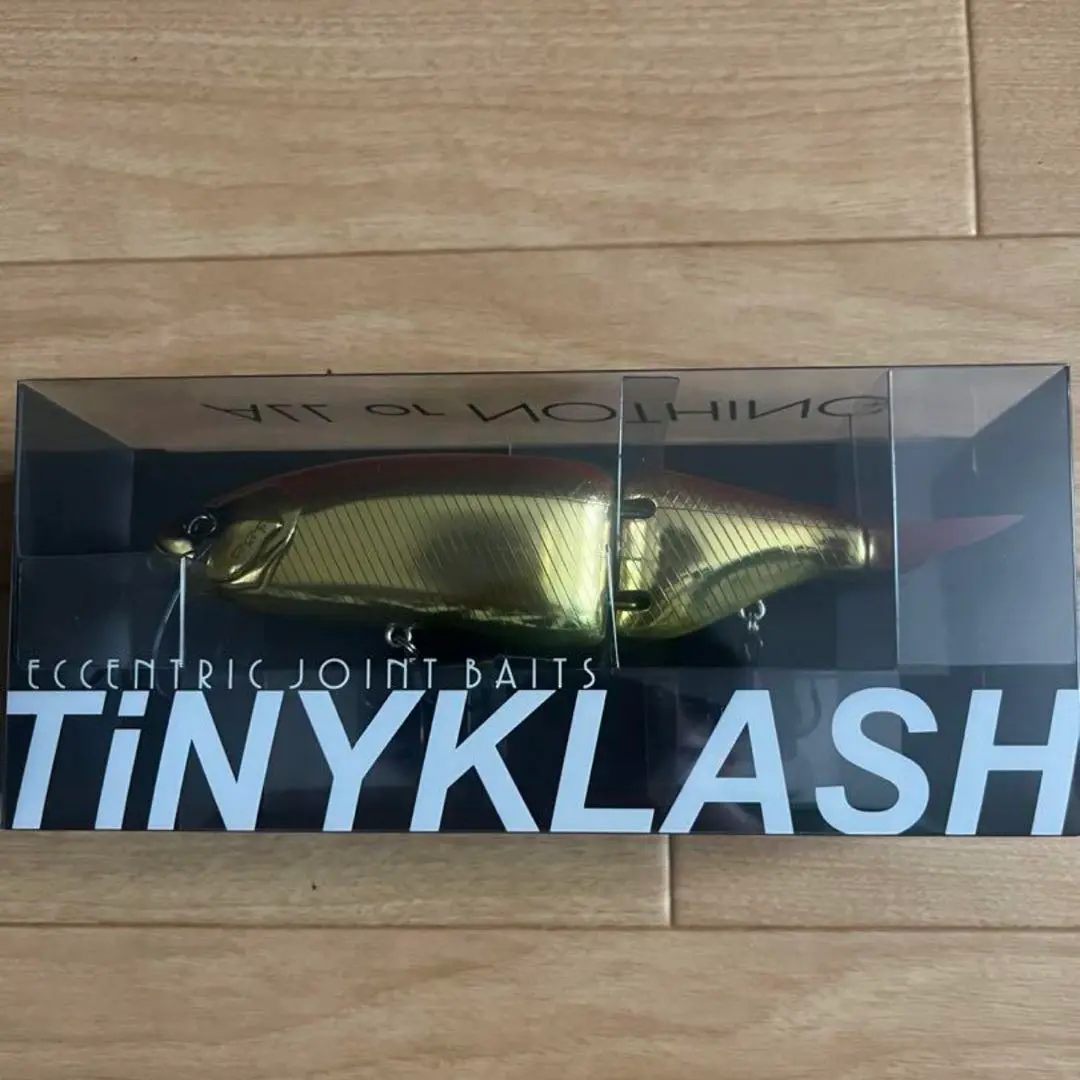 ALL or NOTHING
ECCENTRIC JOINT BAITS
TiNYKLASH